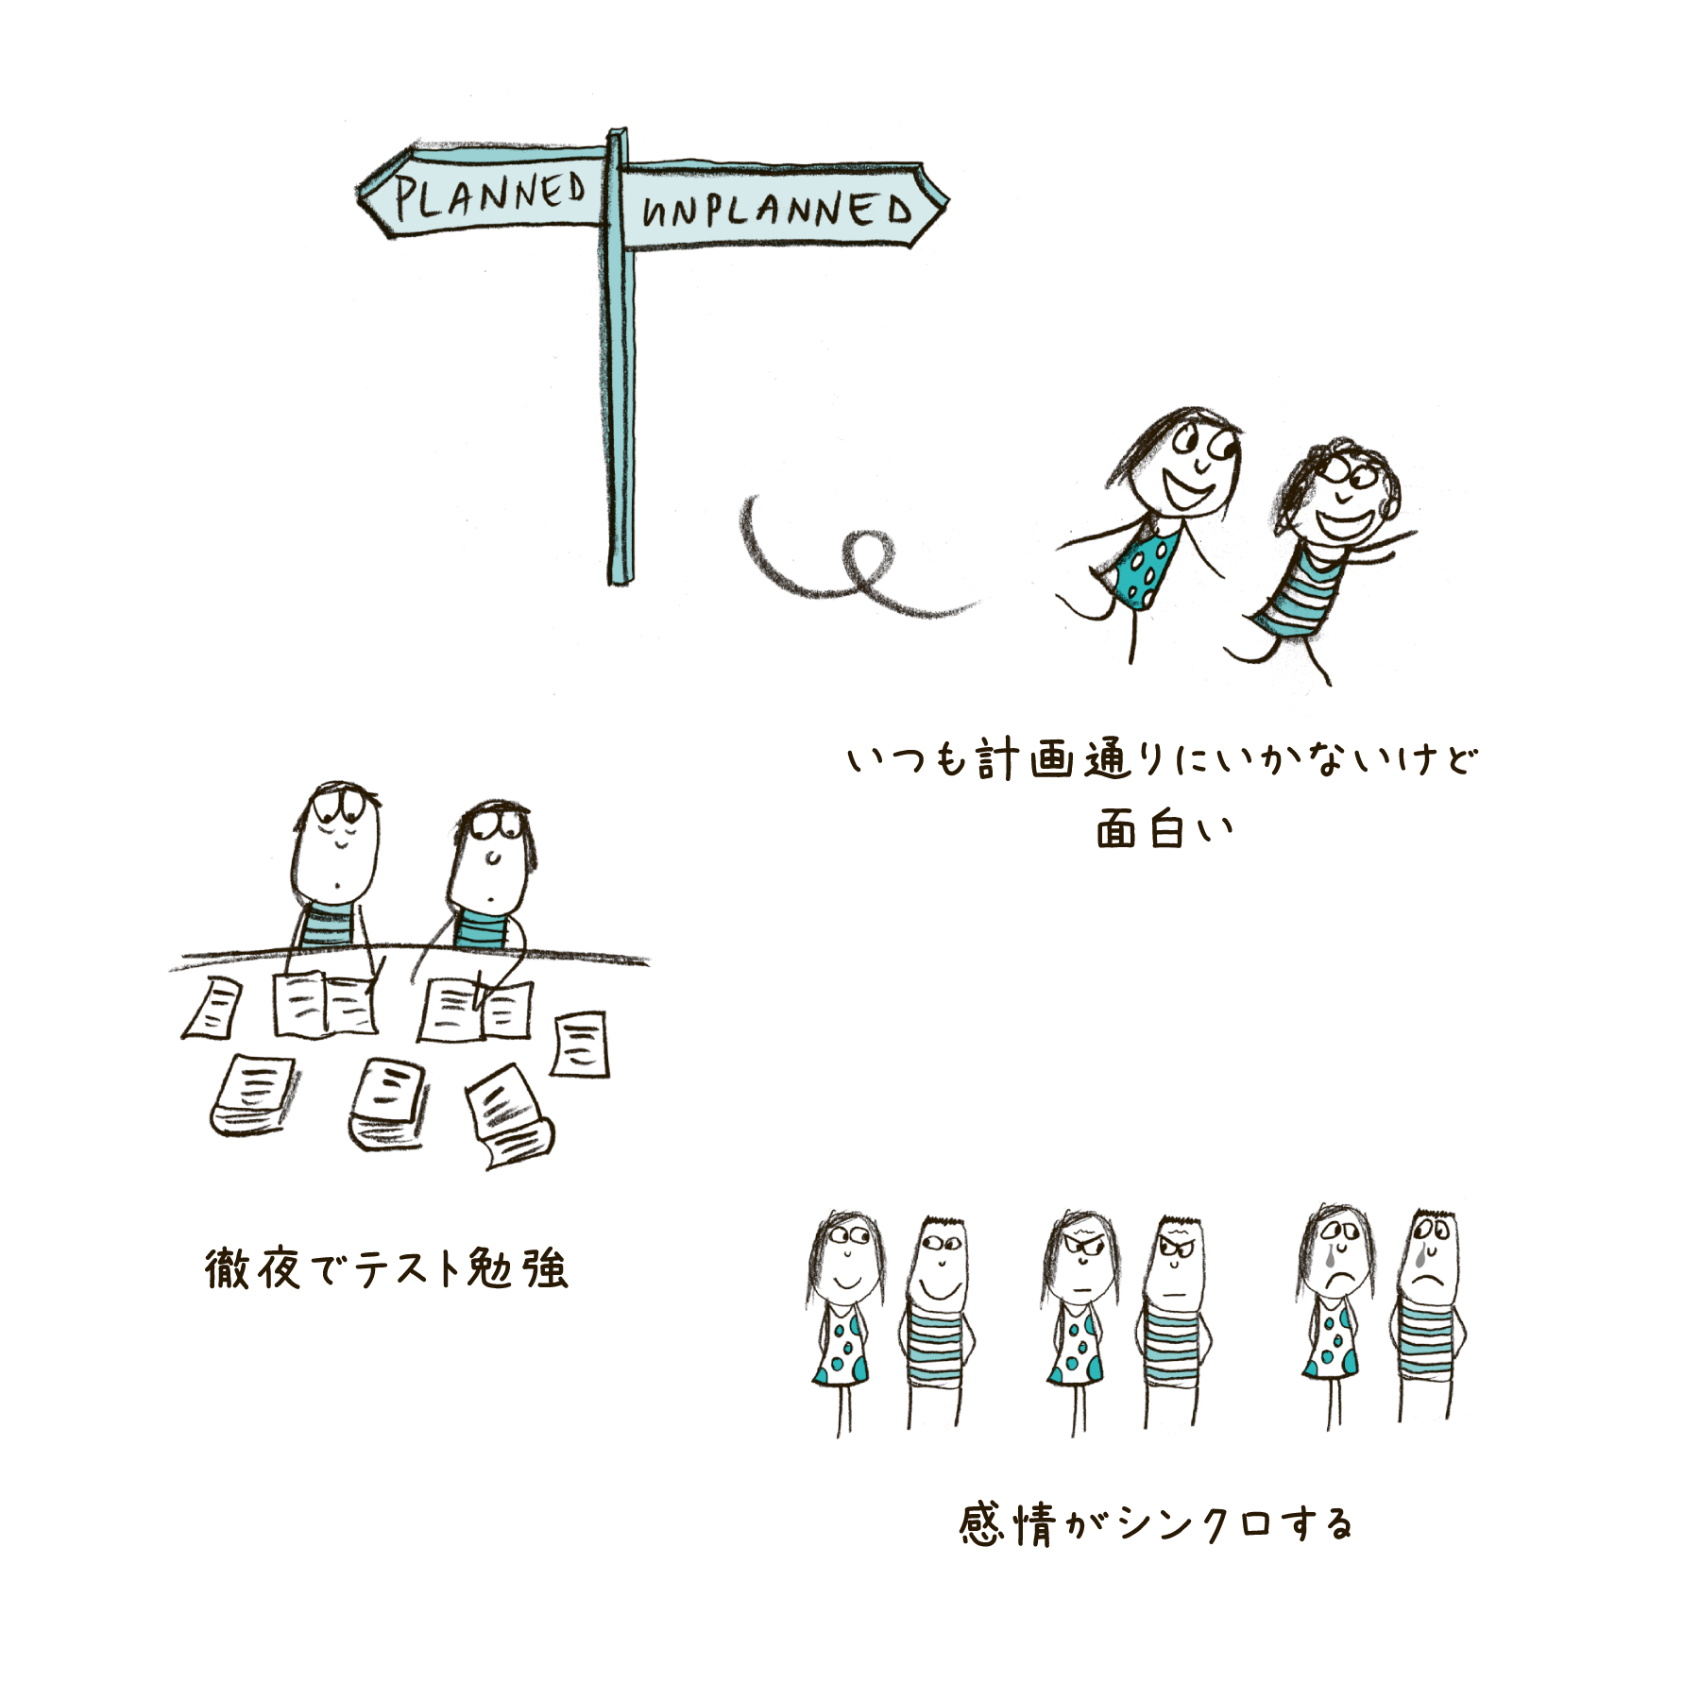 PLANNED
UNPLANNED
いつも計画通りにいかないけど
面白い
徹夜でテスト勉強
感情がシンクロする